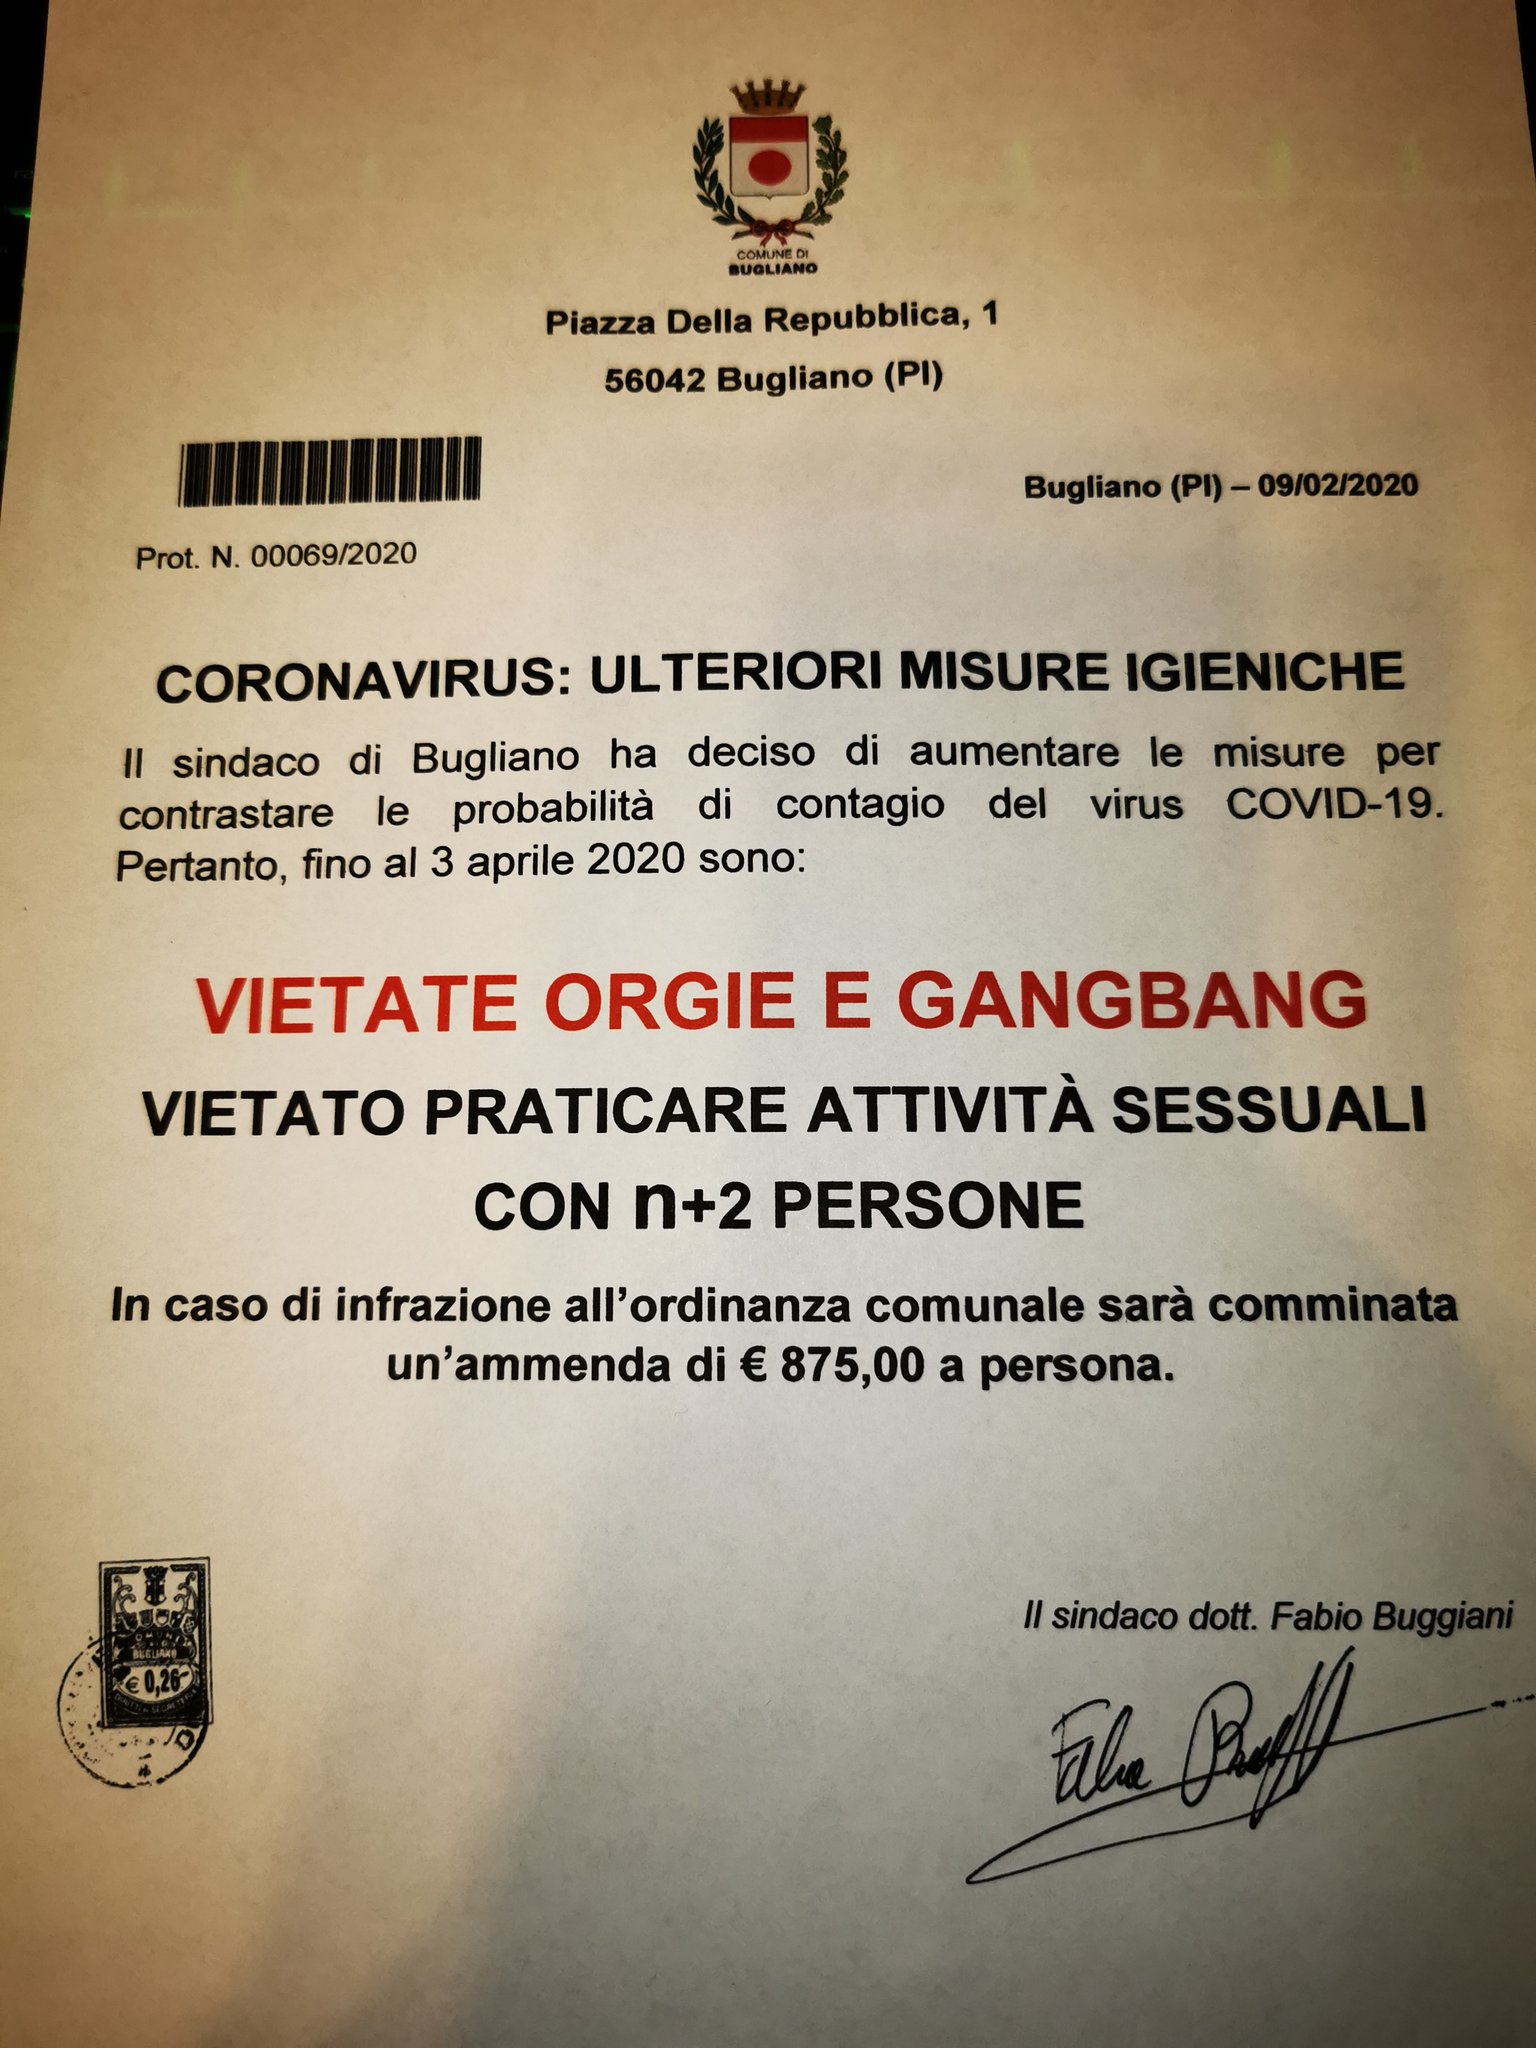 COMUNE DI
BUGLIANO
Piazza Della Repubblica, 1
56042 Bugliano (PI)
Bugliano (PI) – 09/02/2020
Prot. N. 00069/2020
CORONAVIRUS: ULTERIORI MISURE IGIENICHE
Il sindaco di Bugliano ha deciso di aumentare le misure per
contrastare le probabilità di contagio del virus COVID-19.
Pertanto, fino al 3 aprile 2020 sono:
VIETATE ORGIE E GANGBANG
VIETATO PRATICARE ATTIVITÀ SESSUALI
CON n+2 PERSONE
In caso di infrazione all’ordinanza comunale sarà comminata
un’ammenda di € 875,00 a persona.
BUGLIANO
€ 0,26
Il sindaco dott. Fabio Buggiani